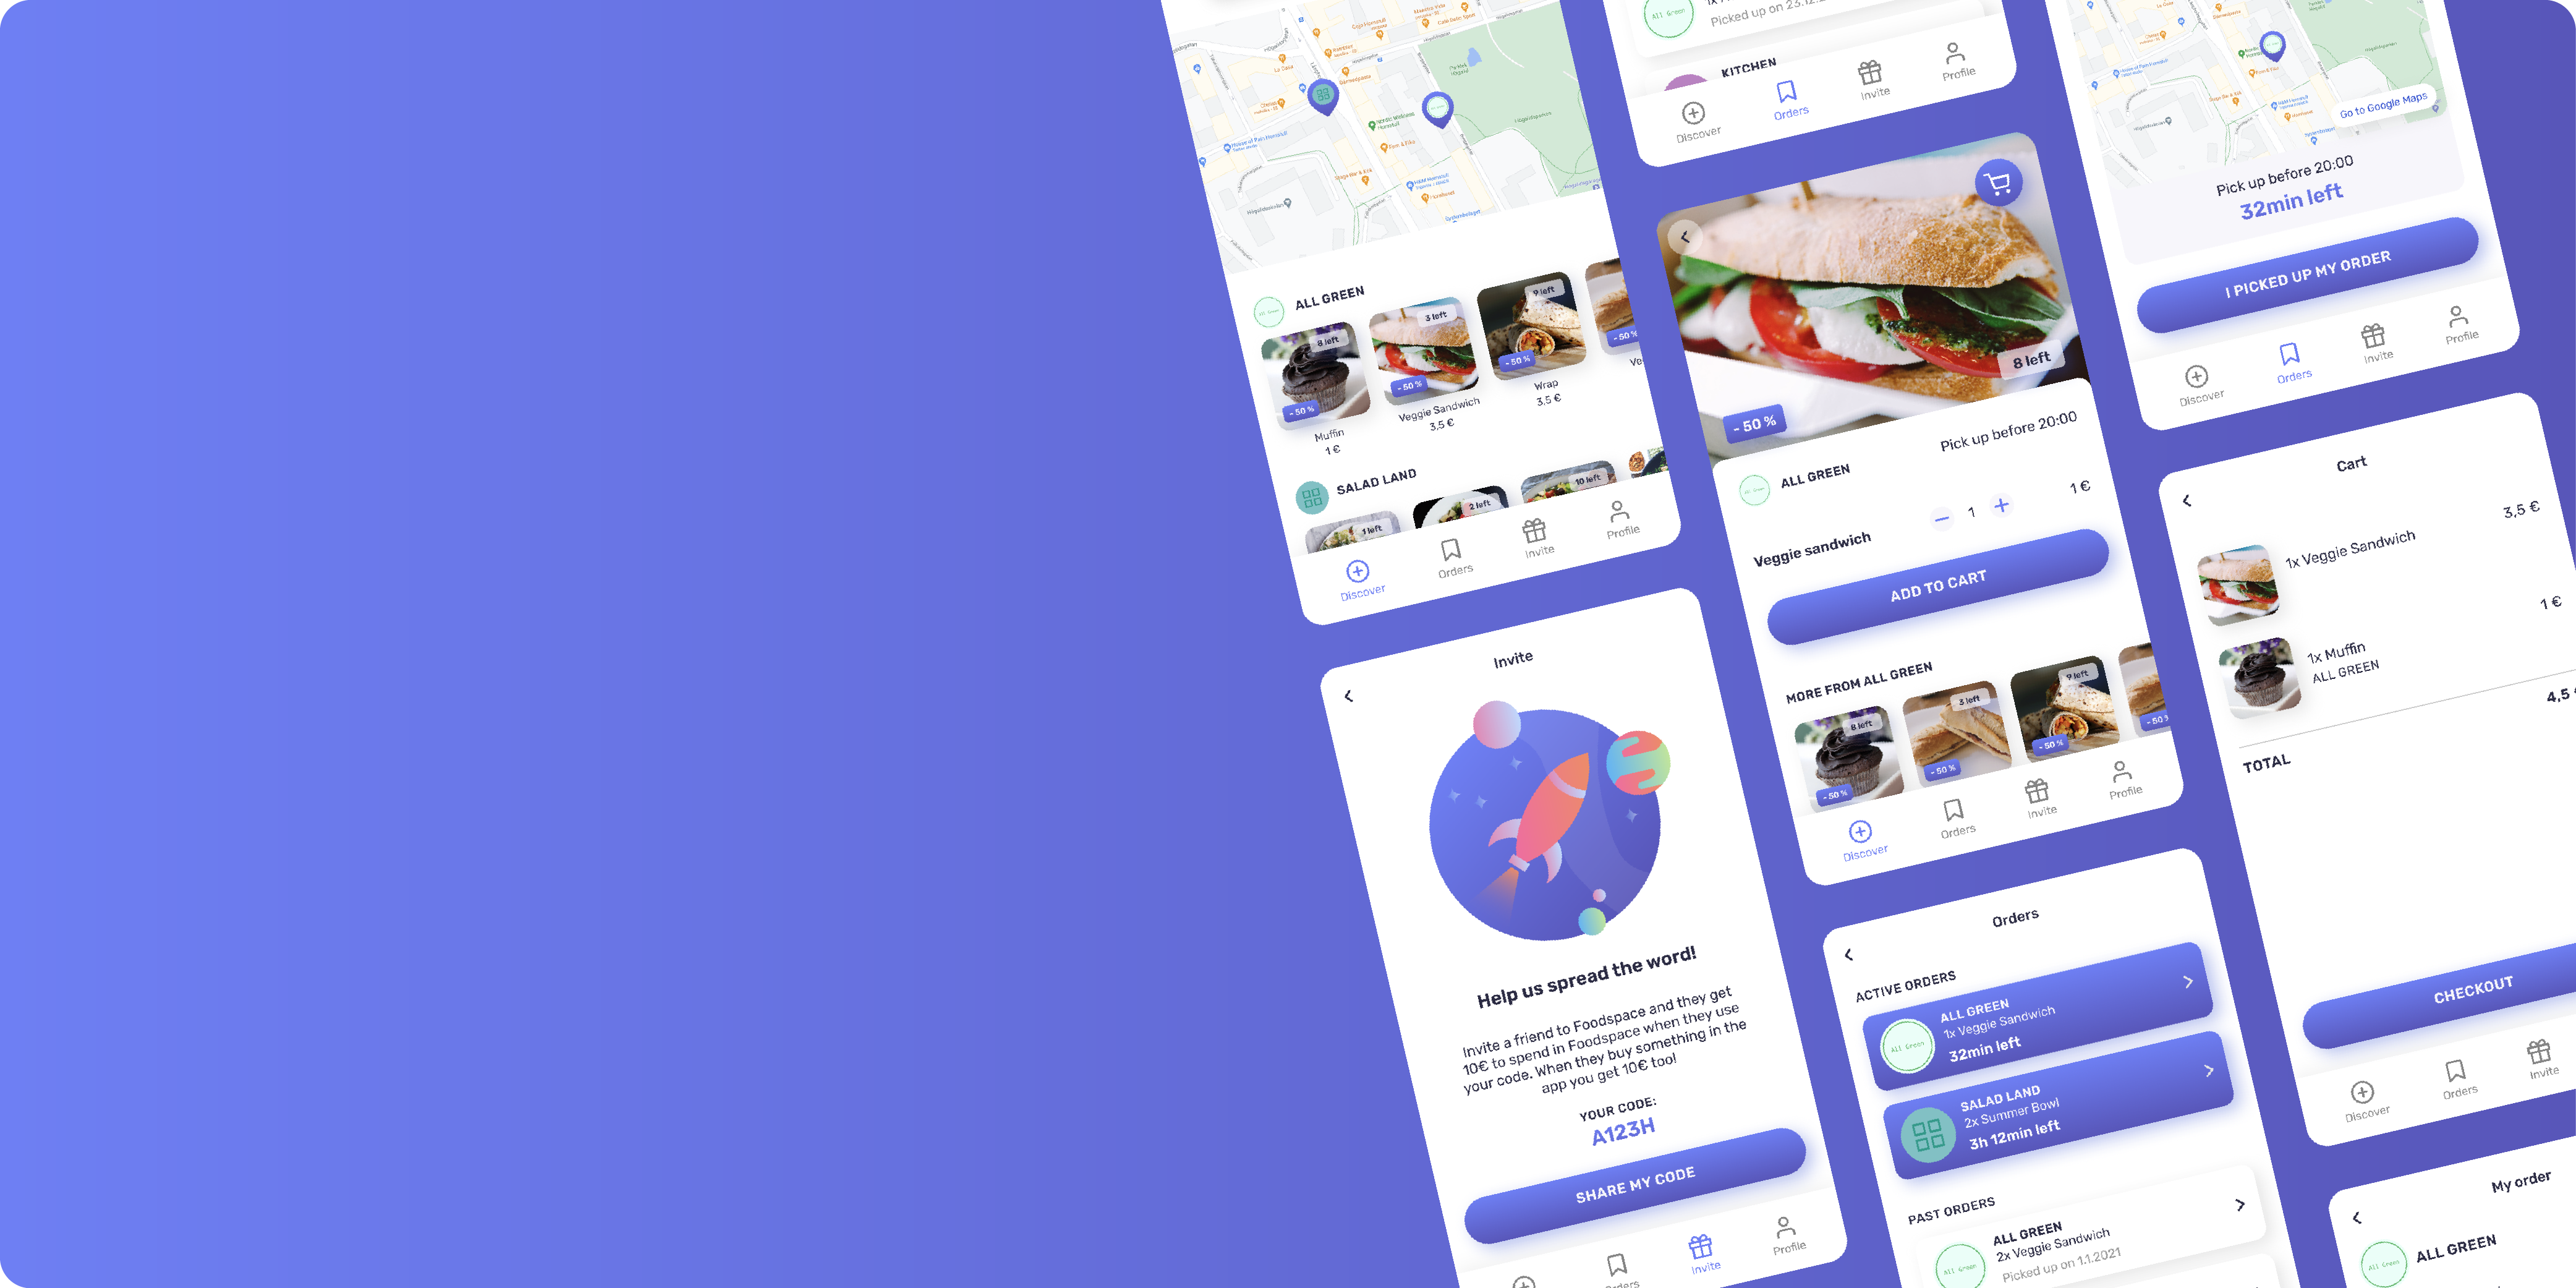 ALL GREEN
8 left
- 50 %
Muffin
1 €
3 left
- 50 %
Veggie Sandwich
3.5 €
9 left
- 50 %
Wrap
3.5 €
- 50 %
SALAD LAND
1 left
2 left
10 left
Discover
Orders
Invite
Profile
Invite
Help us spread the word!
Invite a friend to Foodspace and they get
10€ to spend in Foodspace when they use
your code. When they buy something in the
app you get 10€ too!
YOUR CODE:
A123H
SHARE MY CODE
Invite
Profile
All Green
Picked up on 23.12.
KITCHEN
Discover
Orders
Invite
Profile
8 left
- 50 %
Pick up before 20:00
ALL GREEN
Veggie sandwich
1
1 €
ADD TO CART
MORE FROM ALL GREEN
8 left
- 50 %
3 left
- 50 %
9 left
- 50 %
Discover
Orders
Invite
Profile
Orders
ACTIVE ORDERS
All Green
ALL GREEN
1x Veggie Sandwich
32min left
SALAD LAND
2x Summer Bowl
3h 12min left
PAST ORDERS
All Green
ALL GREEN
2x Veggie Sandwich
Picked up on 1.1.2021
Go to Google Maps
Pick up before 20:00
32min left
I PICKED UP MY ORDER
Discover
Orders
Invite
Profile
Cart
1x Veggie Sandwich
3,5 €
1x Muffin
ALL GREEN
1 €
4,5
TOTAL
CHECKOUT
Discover
Orders
Invite
My order
All Green
ALL GREEN